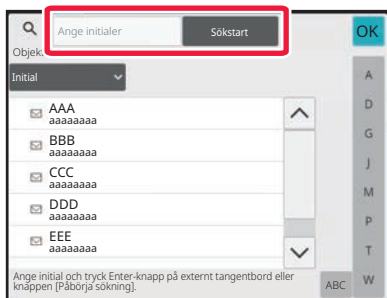 Ange initialer
Sökstart
OK
Objek
Initial
AAA
aaaaaaaa
BBB
aaaaaaaa
CCC
aaaaaaaa
DDD
aaaaaaaa
EEE
aaaaaaaa
A
D
G
J
M
P
T
W
Ange initial och tryck Enter-knapp på externt tangentbord eller
knappen [Påbörja sökning].
ABC